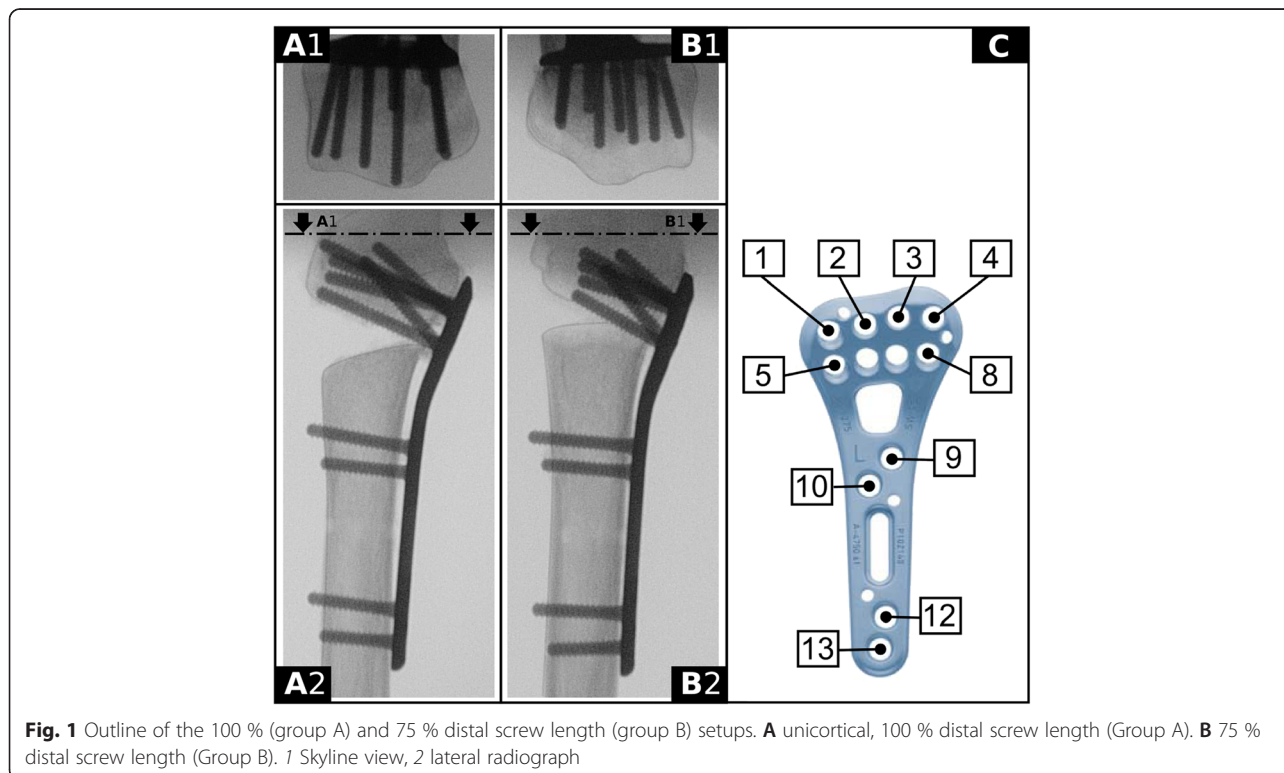 A1
B1
C
A1
B1
1
2
3
4
5
8
L
9
10
12
13
A2
B2
Fig. 1 Outline of the 100 % (group A) and 75 % distal screw length (group B) setups. A unicortical, 100 % distal screw length (Group A). B 75 %
distal screw length (Group B). 1 Skyline view, 2 lateral radiograph